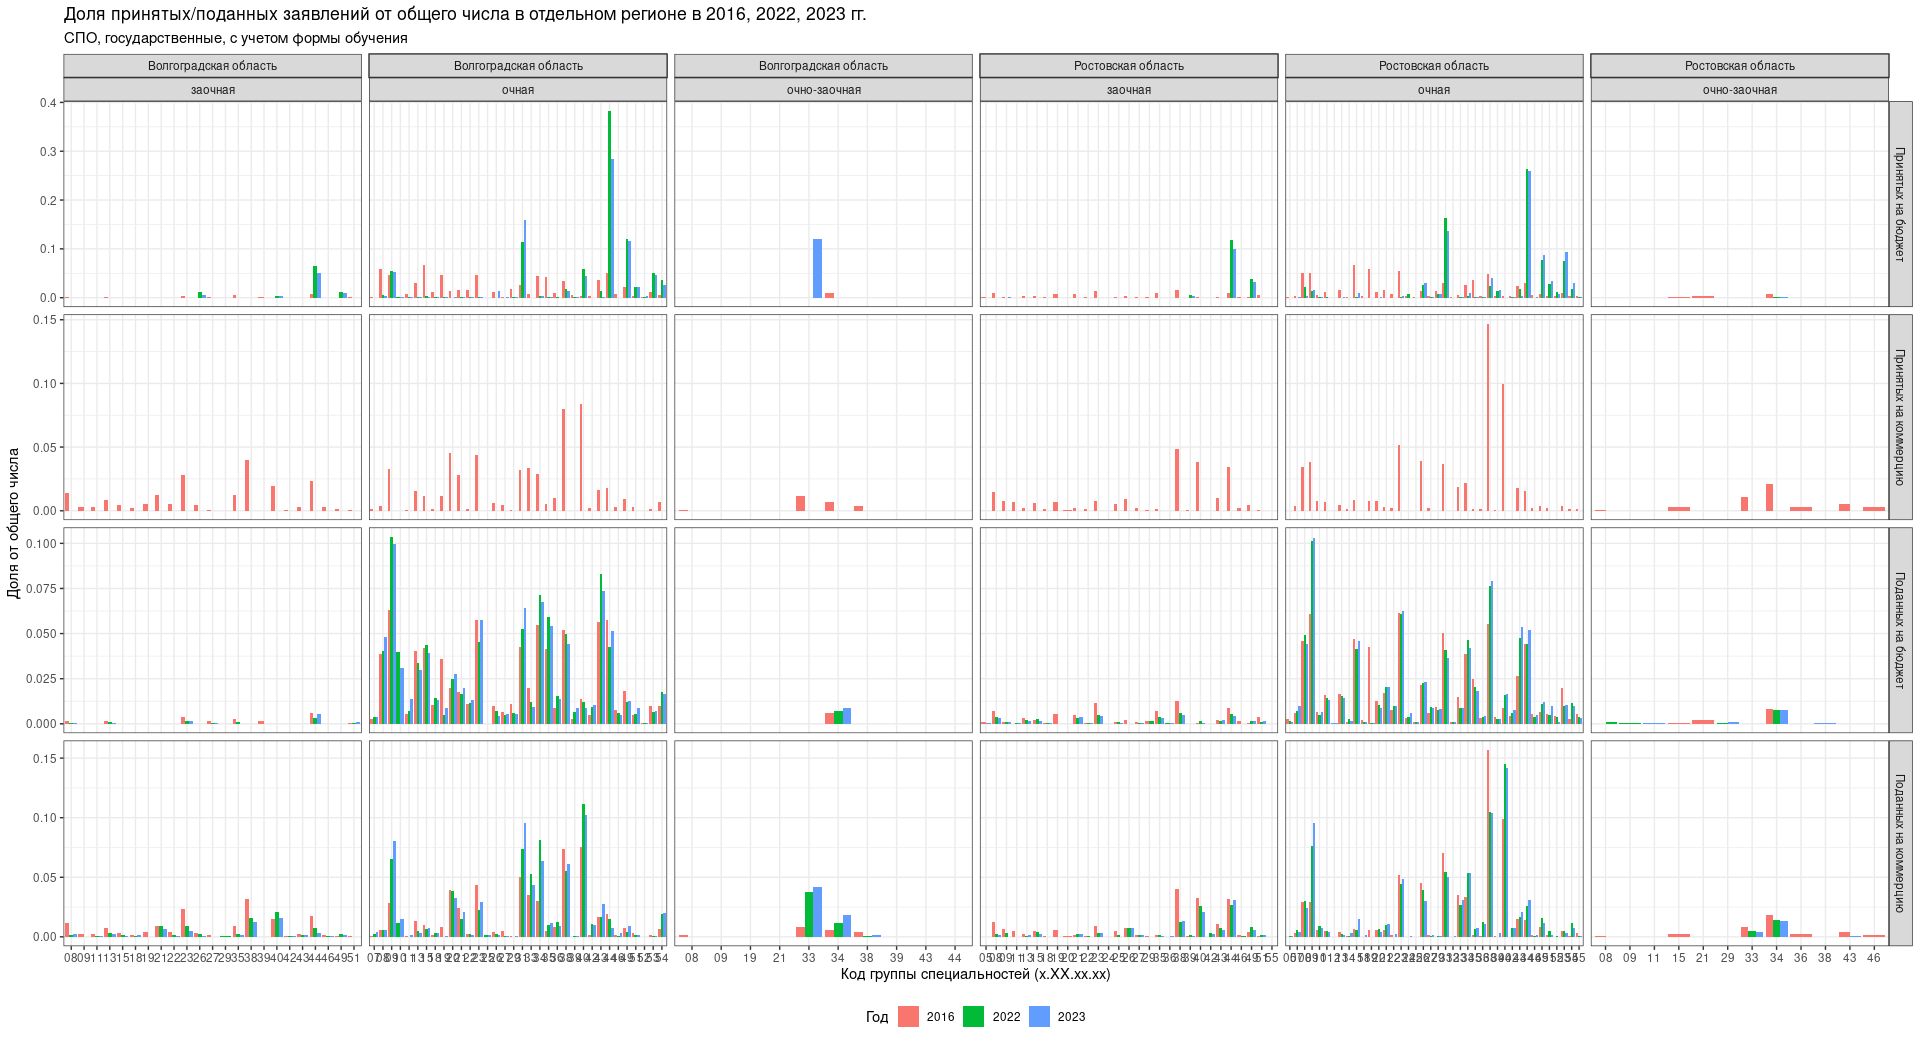 Доля принятых/поданных заявлений от общего числа в отдельном регионе в 2016, 2022, 2023 гг.
СПО, государственные, с учетом формы обучения
Волгоградская область
Волгоградская область
Волгоградская область
Ростовская область
Ростовская область
Ростовская область
заочная
очная
очно-заочная
заочная
очная
очно-заочная
0.4
0.3
0.2
0.1
0.0
Принятых на бюджет
0.15
0.10
0.05
0.00
Принятых на коммерцию
Доля от общего числа
0.100
0.075
0.050
0.025
0.000
Поданных на бюджет
0.15
0.10
0.05
0.00
Поданных на коммерцию
08 09 19 21 33 34 38 39 43 44
08 09 11 15 21 29 33 34 36 38 43 46
Код группы специальностей (x.XX.xx.xx)
Год 2016 2022 2023